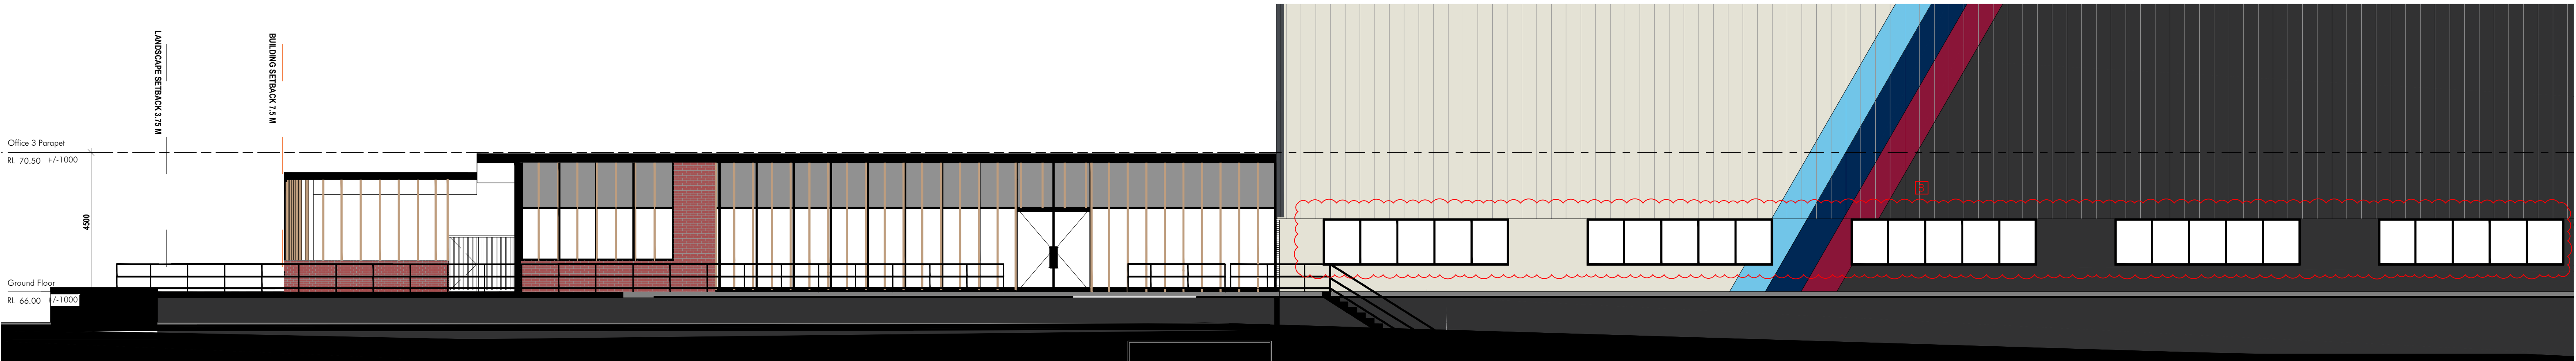 LANDSCAPE SETBACK 3.75 M
BUILDING SETBACK 7.5 M
Office 3 Parapet
RL 70.50 +/-1000
4500
3
Ground Floor
RL 66.00 +/-1000